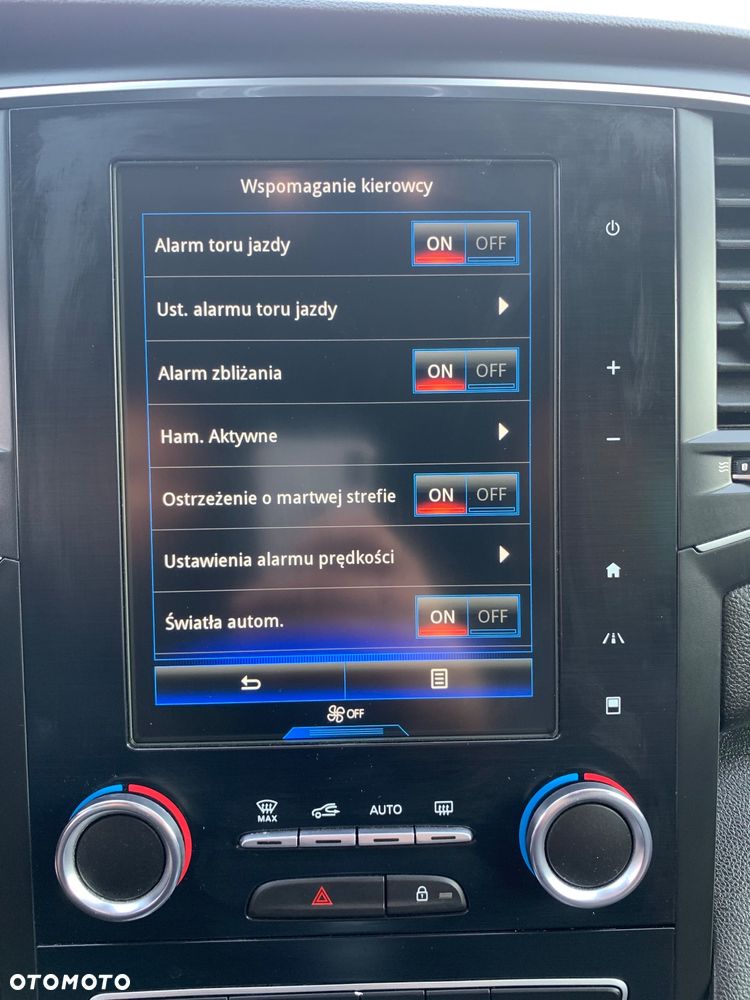 Wspomaganie kierowcy
Alarm toru jazdy ON OFF
Ust. alarmu toru jazdy
Alarm zbliżania ON OFF
Ham. Aktywne
Ostrzeżenie o martwej strefie ON OFF
Ustawienia alarmu prędkości
Światła autom. ON OFF
OFF
MAX
AUTO
OTOMOTO